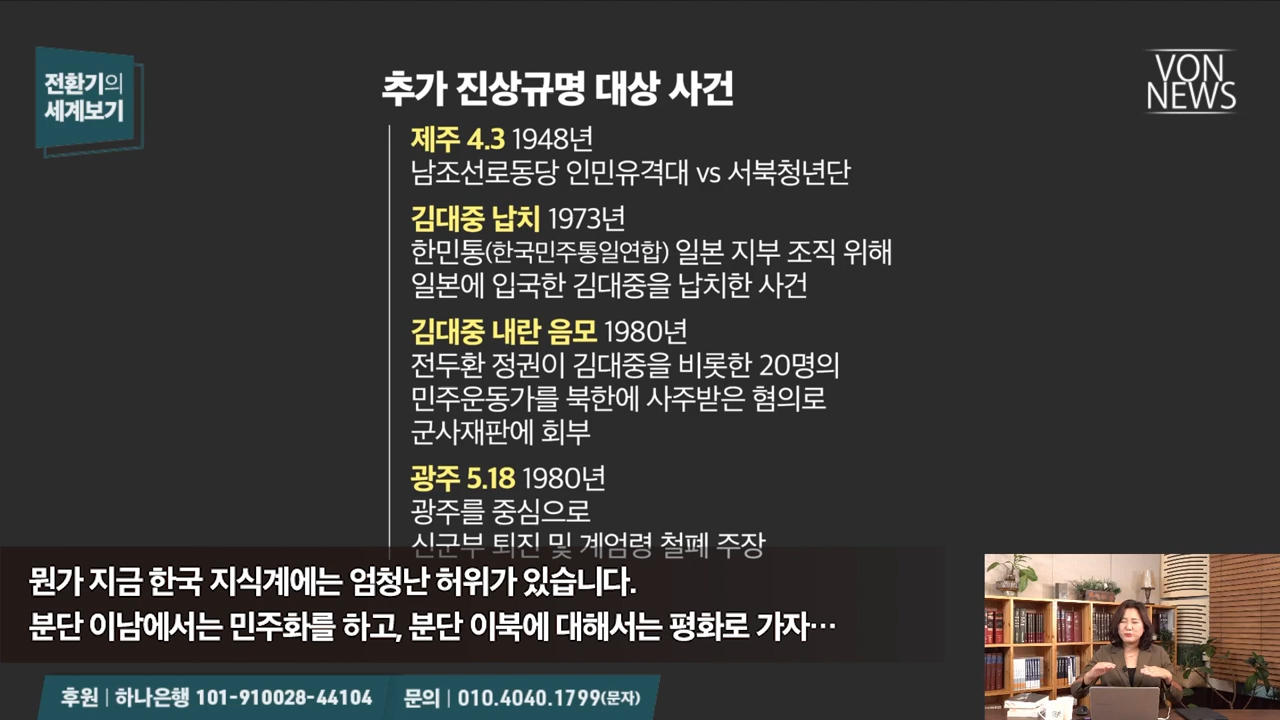 전환기의
세계보기
VON
NEWS
추가 진상규명 대상 사건
제주 4.3 1948년
남조선로동당 인민유격대 vs 서북청년단
김대중 납치 1973년
한민통(한국민주통일연합) 일본 지부 조직 위해
일본에 입국한 김대중을 납치한 사건
김대중 내란 음모 1980년
전두환 정권이 김대중을 비롯한 20명의
민주운동가를 북한에 사주받은 혐의로
군사재판에 회부
광주 5.18 1980년
광주를 중심으로
신군부 퇴진 및 계엄령 철폐 주장
뭔가 지금 한국 지식계에는 엄청난 허위가 있습니다.
분단 이남에서는 민주화를 하고, 분단 이북에 대해서는 평화로 가자…
후원 | 하나은행 101-910028-44104 문의 | 010.4040.1799(문자)